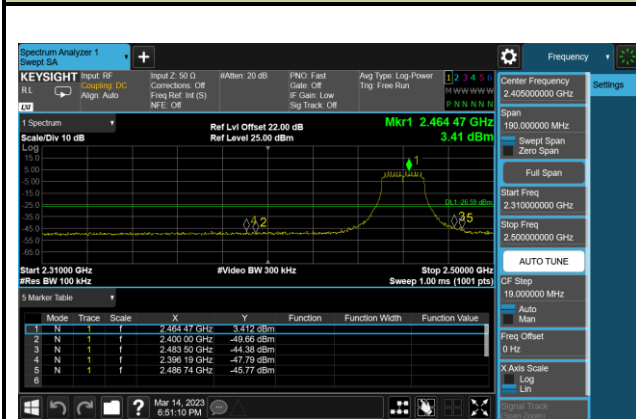 Spectrum Analyzer 1
Swept SA
+
Frequency
KEYSIGHT
Input: RF
Input Z: 50 Ω
#Atten: 20 dB
PNO: Fast
Avg Type: Log-Power
1 2 3 4 5 6
RL
Coupling: DC
Corrections: Off
Gate: Off
Trig: Free Run
M W W W W W
Align: Auto
Freq Ref: Int (S)
IF Gain: Low
P N N N N N
NFE: Off
Sig Track: Off
LXI
Center Frequency
2.405000000 GHz
Settings
Span
190.000000 MHz
Swept Span
Zero Span
Full Span
Start Freq
2.310000000 GHz
Stop Freq
2.500000000 GHz
AUTO TUNE
CF Step
19.000000 MHz
Auto
Man
Freq Offset
0 Hz
X Axis Scale
Log
Lin
Signal Track
(Span Zoom)
1 Spectrum
Scale/Div 10 dB
Ref Lvl Offset 22.00 dB
Ref Level 25.00 dBm
Mkr1 2.464 47 GHz
3.41 dBm
Log
15.0
5.00
-5.00
-15.0
-25.0
-35.0
-45.0
-55.0
-65.0
1
DL1 -26.59 dBm
2
5
Start 2.31000 GHz
#Video BW 300 kHz
Stop 2.50000 GHz
#Res BW 100 kHz
Sweep 1.00 ms (1001 pts)
5 Marker Table
Mode Trace Scale X Y Function Function Width Function Value
1 N 1 f 2.464 47 GHz 3.412 dBm
2 N 1 f 2.400 00 GHz -49.66 dBm
3 N 1 f 2.483 50 GHz -44.38 dBm
4 N 1 f 2.396 19 GHz -47.79 dBm
5 N 1 f 2.486 74 GHz -45.77 dBm
6
?
Mar 14, 2023
6:51:10 PM